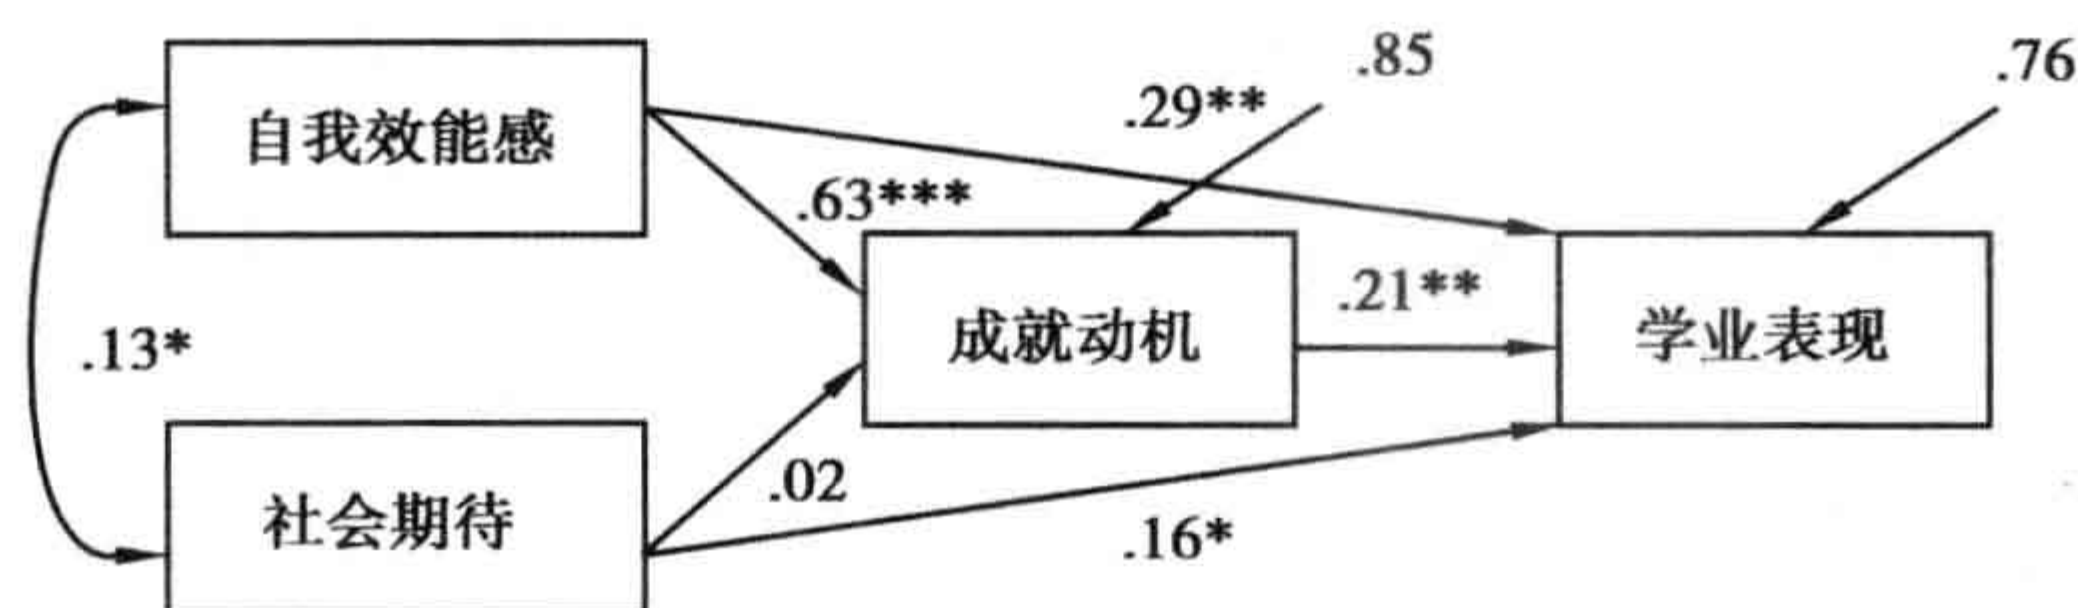 .85
.76
.29**
自我效能感
.63***
.21**
成就动机
学业表现
.13*
.02
社会期待
.16*